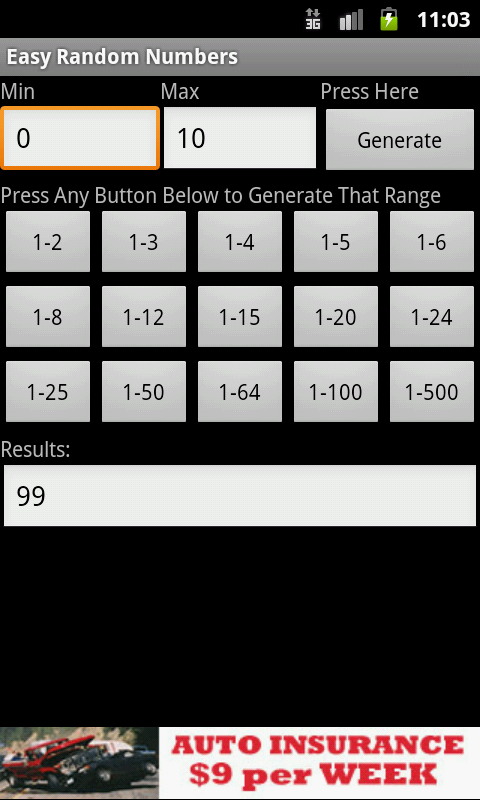 3G 11:03
Easy Random Numbers
Min Max Press Here
0 10 Generate
Press Any Button Below to Generate That Range
1-2 1-3 1-4 1-5 1-6
1-8 1-12 1-15 1-20 1-24
1-25 1-50 1-64 1-100 1-500
Results:
99
AUTO INSURANCE
$9 per WEEK